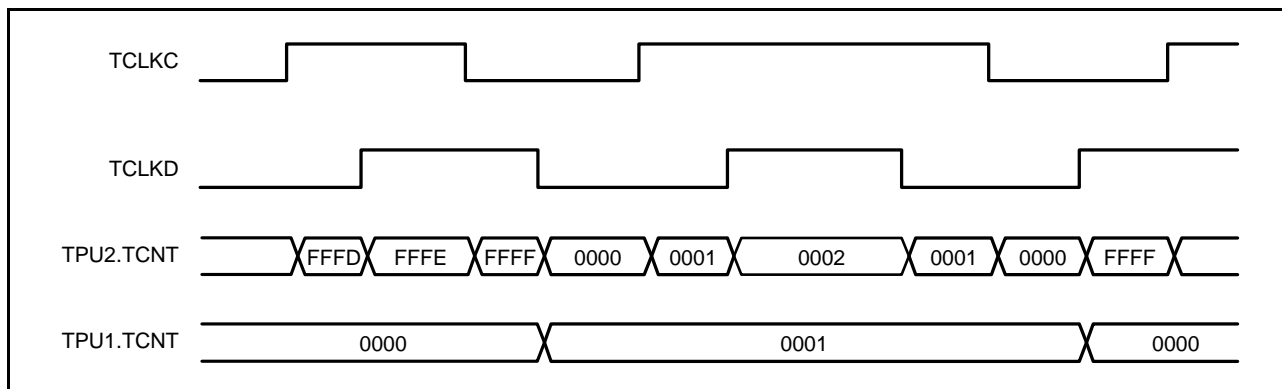 TCLKC
TCLKD
TPU2.TCNT FFFD FFFE FFFF 0000 0001 0002 0001 0000 FFFF
TPU1.TCNT 0000 0001 0000